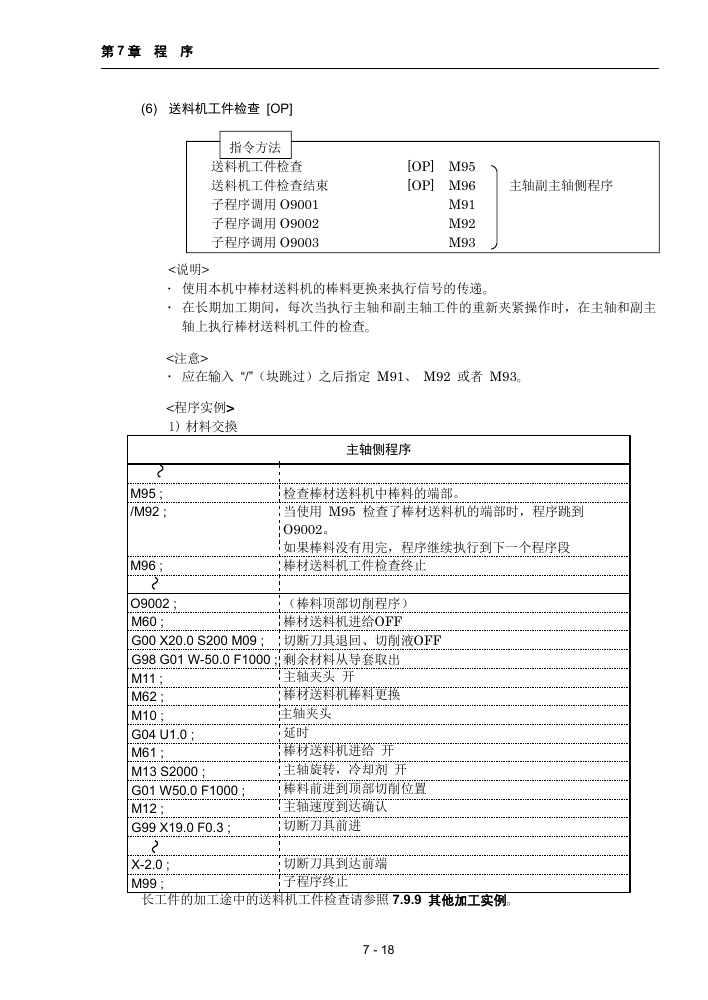 第 7 章 程 序
(6) 送料机工件检查 [OP]
指令方法
送料机工件检查 [OP] M95
送料机工件检查结束 [OP] M96 主轴副主轴侧程序
子程序调用 O9001 M91
子程序调用 O9002 M92
子程序调用 O9003 M93
<说明>
· 使用本机中棒材送料机的棒料更换来执行信号的传递。
· 在长期加工期间，每次当执行主轴和副主轴工件的重新夹紧操作时，在主轴和副主
轴上执行棒材送料机工件的检查。
<注意>
· 应在输入 “/”（块跳过）之后指定 M91、 M92 或者 M93。
<程序实例>
1) 材料交换
主轴侧程序
M95 ; 检查棒材送料机中棒料的端部。
/M92 ; 当使用 M95 检查了棒材送料机的端部时，程序跳到
O9002。
如果棒料没有用完，程序继续执行到下一个程序段
M96 ; 棒材送料机工件检查终止
O9002 ; （棒料顶部切削程序）
M60 ; 棒材送料机进给OFF
G00 X20.0 S200 M09 ; 切断刀具退回、切削液OFF
G98 G01 W-50.0 F1000 ; 剩余材料从导套取出
M11 ; 主轴夹头 开
M62 ; 棒材送料机棒料更换
M10 ; 主轴夹头
G04 U1.0 ; 延时
M61 ; 棒材送料机进给 开
M13 S2000 ; 主轴旋转，冷却剂 开
G01 W50.0 F1000 ; 棒料前进到顶部切削位置
M12 ; 主轴速度到达确认
G99 X19.0 F0.3 ; 切断刀具前进
X-2.0 ; 切断刀具到达前端
M99 ; 子程序终止
长工件的加工途中的送料机工件检查请参照 7.9.9 其他加工实例。
7 - 18